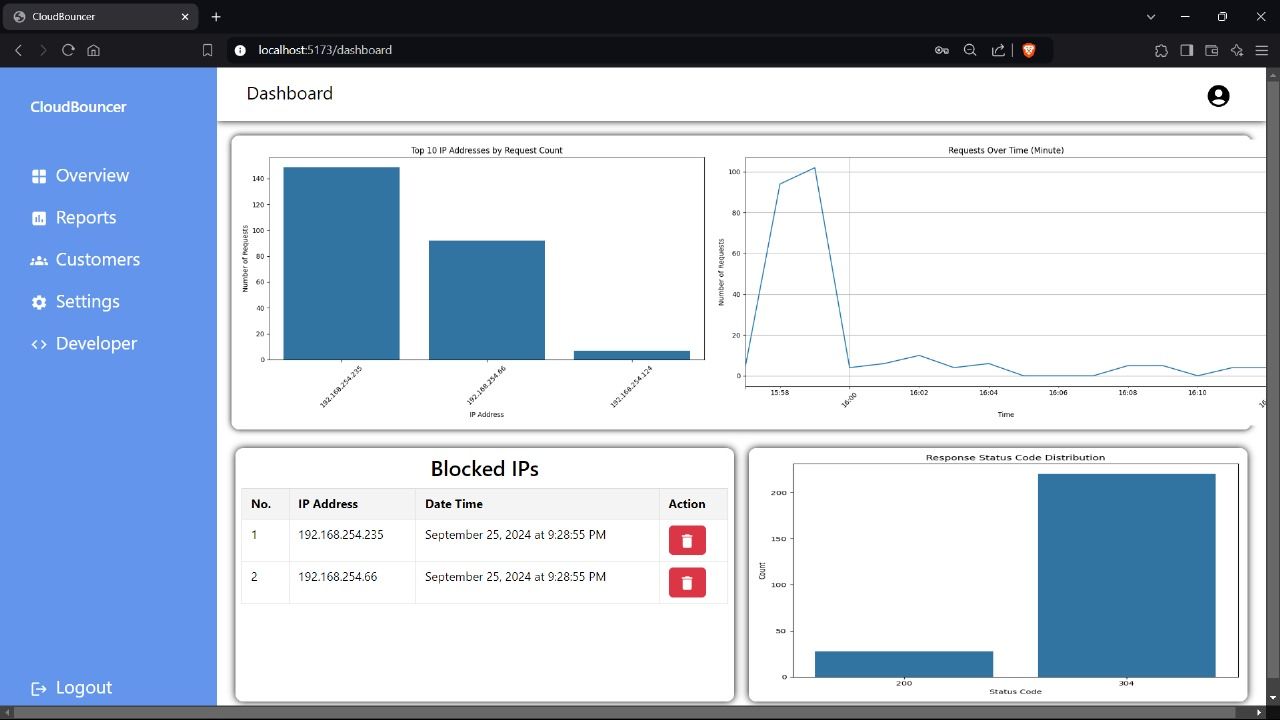 CloudBouncer
localhost:5173/dashboard
CloudBouncer
Overview
Reports
Customers
Settings
Developer
Logout
Dashboard
Top 10 IP Addresses by Request Count
Number of Requests
140
120
100
80
60
40
20
0
192.168.254.235
192.168.254.66
192.168.254.124
IP Address
Requests Over Time (Minute)
Number of Requests
100
80
60
40
20
0
15:58
16:00
16:02
16:04
16:06
16:08
16:10
Time
Blocked IPs
No. IP Address Date Time Action
1 192.168.254.235 September 25, 2024 at 9:28:55 PM
2 192.168.254.66 September 25, 2024 at 9:28:55 PM
Response Status Code Distribution
Count
200
150
100
50
0
200
304
Status Code